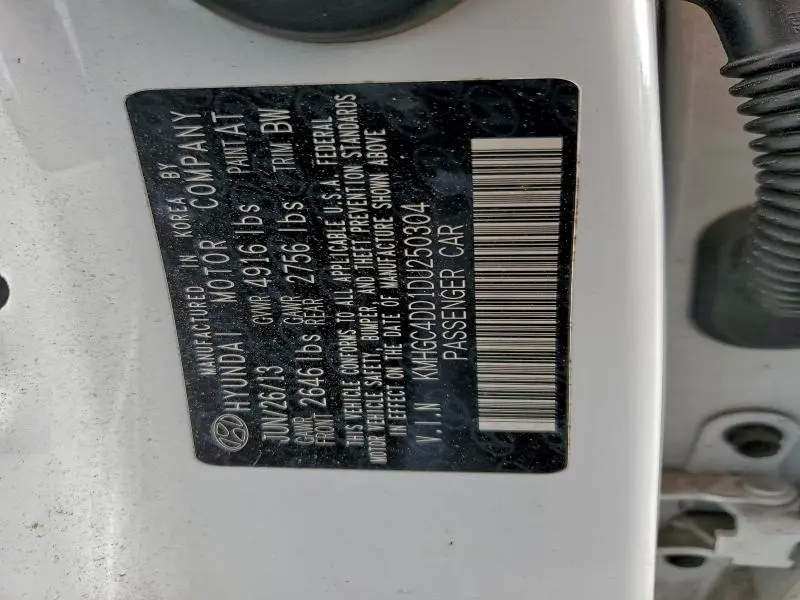 MANUFACTURED IN KOREA BY
HYUNDAI MOTOR COMPANY
JUN/26/13 GVWR 4916 lbs PAINT AT
GAWR FRONT 2646 lbs GAWR REAR 2756 lbs TRIM BW
THIS VEHICLE CONFORMS TO ALL APPLICABLE U.S.A. FEDERAL
MOTOR VEHICLE SAFETY, BUMPER, AND THEFT PREVENTION STANDARDS
IN EFFECT ON THE DATE OF MANUFACTURE SHOWN ABOVE
V.I.N KMHGC4DD1DU250304
PASSENGER CAR